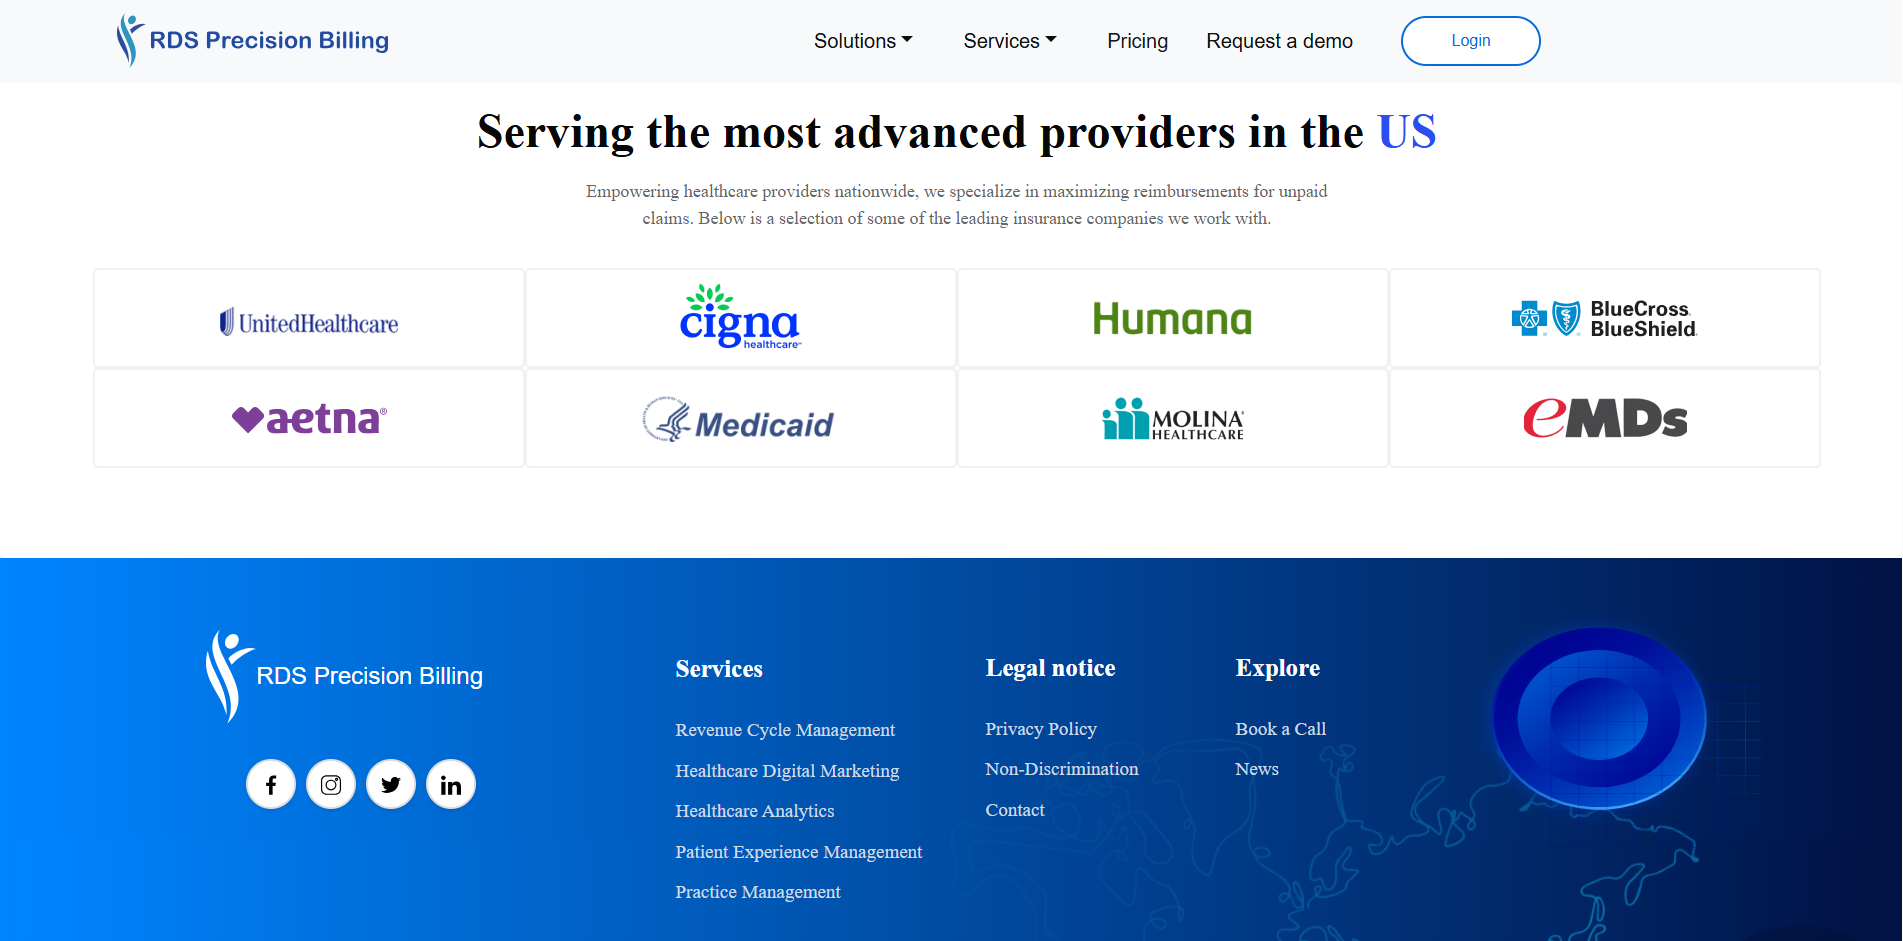 RDS Precision Billing
Solutions
Services
Pricing
Request a demo
Login
Serving the most advanced providers in the US
Empowering healthcare providers nationwide, we specialize in maximizing reimbursements for unpaid
claims. Below is a selection of some of the leading insurance companies we work with.
UnitedHealthcare
cigna
healthcare℠
Humana
BlueCross
BlueShield
aetna®
Medicaid
MOLINA
HEALTHCARE
eMDs
RDS Precision Billing
Services
Revenue Cycle Management
Healthcare Digital Marketing
Healthcare Analytics
Patient Experience Management
Practice Management
Legal notice
Privacy Policy
Non-Discrimination
Contact
Explore
Book a Call
News